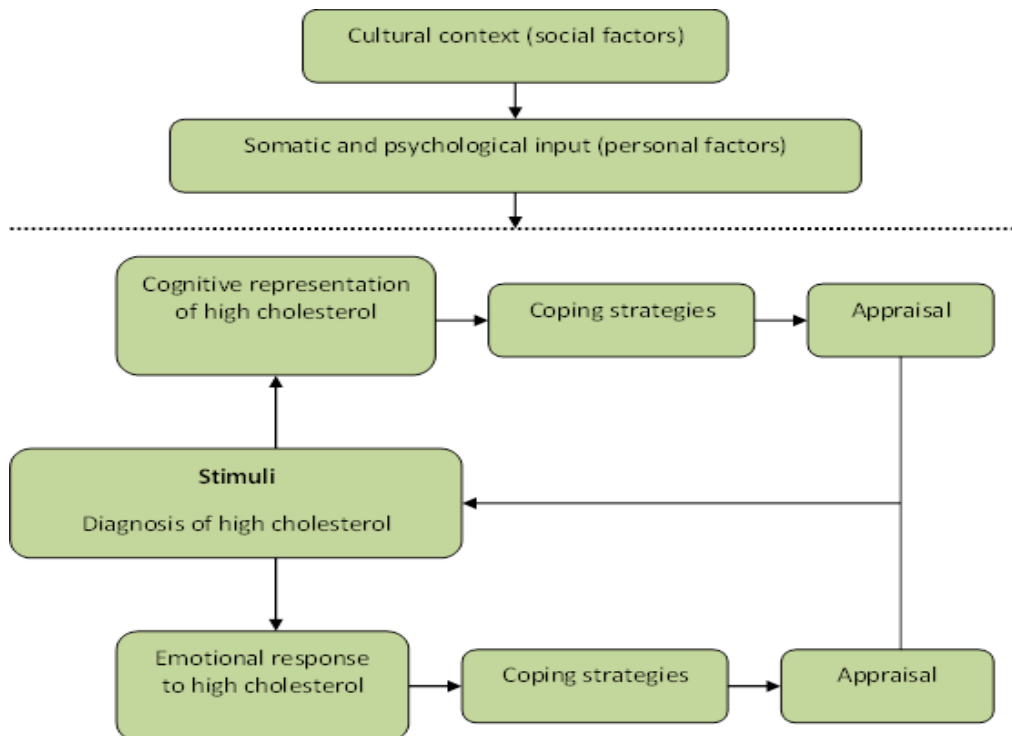 Cultural context (social factors)
Somatic and psychological input (personal factors)
Cognitive representation
of high cholesterol
Coping strategies
Appraisal
Stimuli
Diagnosis of high cholesterol
Emotional response
to high cholesterol
Coping strategies
Appraisal